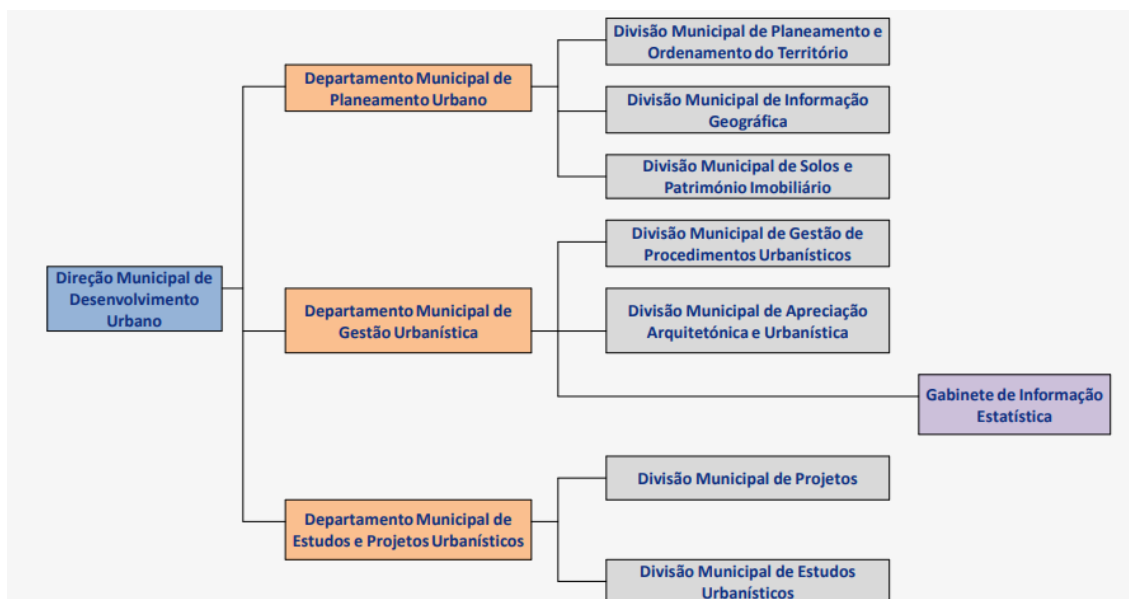 Direção Municipal de
Desenvolvimento
Urbano
Departamento Municipal de
Planeamento Urbano
Divisão Municipal de Planeamento e
Ordenamento do Território
Divisão Municipal de Informação
Geográfica
Divisão Municipal de Solos e
Património Imobiliário
Departamento Municipal de
Gestão Urbanística
Divisão Municipal de Gestão de
Procedimentos Urbanísticos
Divisão Municipal de Apreciação
Arquitetónica e Urbanística
Gabinete de Informação
Estatística
Departamento Municipal de
Estudos e Projetos Urbanísticos
Divisão Municipal de Projetos
Divisão Municipal de Estudos
Urbanísticos